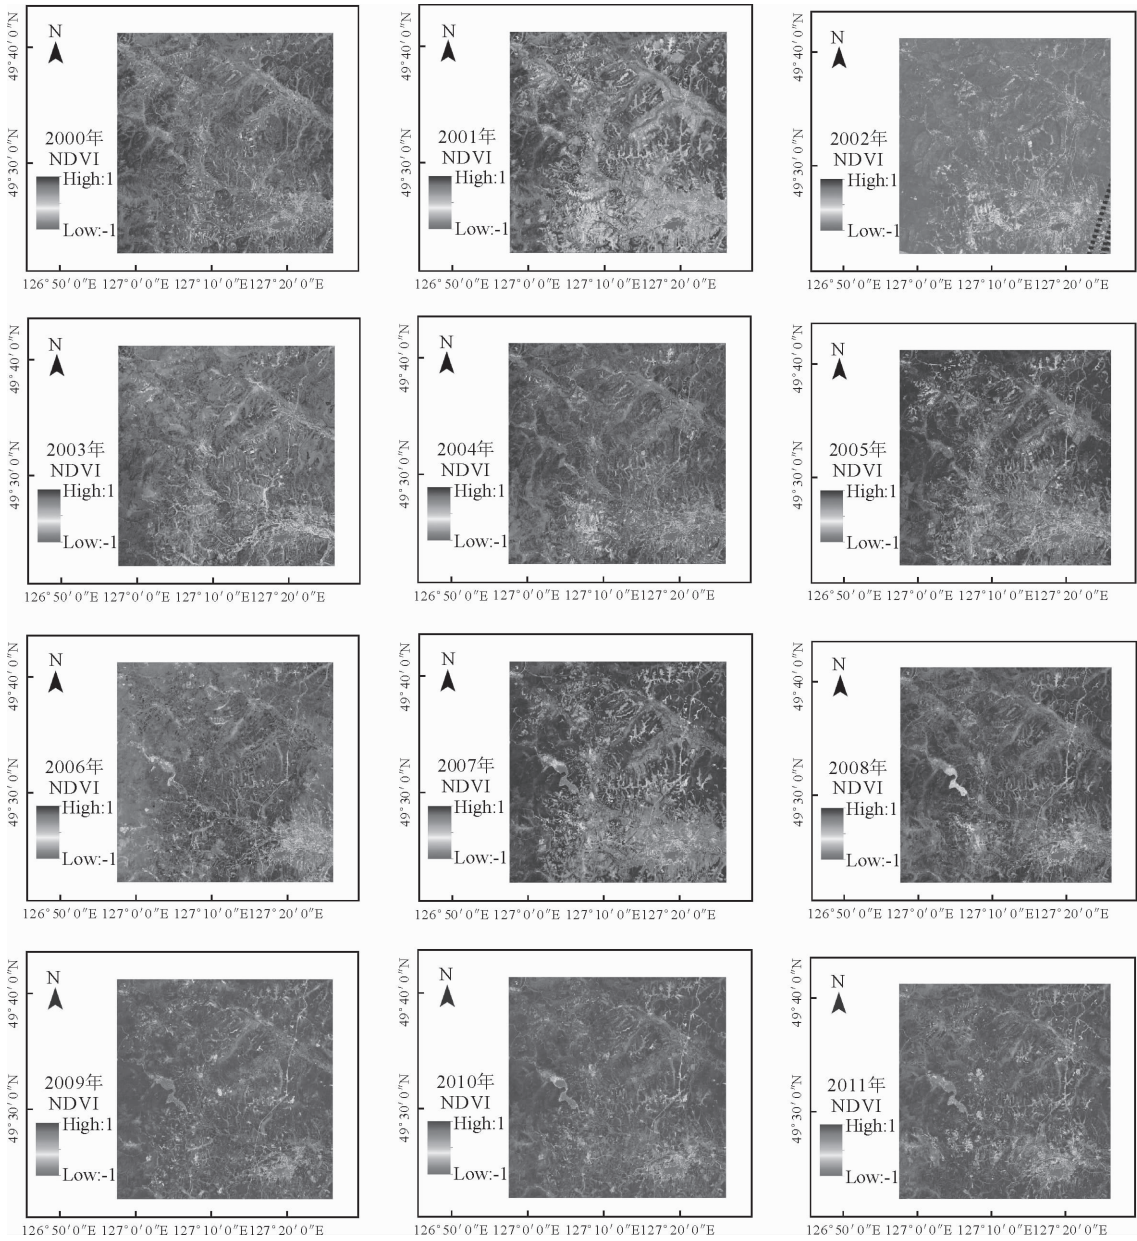 N
49° 40′ 0″N
2000年
NDVI
High:1
49° 30′ 0″N
Low:-1
126° 50′ 0″E 127° 0′ 0″E 127° 10′ 0″E 127° 20′ 0″E
N
49° 40′ 0″N
2001年
NDVI
High:1
49° 30′ 0″N
Low:-1
126° 50′ 0″E 127° 0′ 0″E 127° 10′ 0″E 127° 20′ 0″E
N
49° 40′ 0″N
2002年
NDVI
High:1
49° 30′ 0″N
Low:-1
126° 50′ 0″E 127° 0′ 0″E 127° 10′ 0″E 127° 20′ 0″E
N
49° 40′ 0″N
2003年
NDVI
High:1
49° 30′ 0″N
Low:-1
126° 50′ 0″E 127° 0′ 0″E 127° 10′ 0″E 127° 20′ 0″E
N
49° 40′ 0″N
2004年
NDVI
High:1
49° 30′ 0″N
Low:-1
126° 50′ 0″E 127° 0′ 0″E 127° 10′ 0″E 127° 20′ 0″E
N
49° 40′ 0″N
2005年
NDVI
High:1
49° 30′ 0″N
Low:-1
126° 50′ 0″E 127° 0′ 0″E 127° 10′ 0″E 127° 20′ 0″E
N
49° 40′ 0″N
2006年
NDVI
High:1
49° 30′ 0″N
Low:-1
126° 50′ 0″E 127° 0′ 0″E 127° 10′ 0″E 127° 20′ 0″E
N
49° 40′ 0″N
2007年
NDVI
High:1
49° 30′ 0″N
Low:-1
126° 50′ 0″E 127° 0′ 0″E 127° 10′ 0″E 127° 20′ 0″E
N
49° 40′ 0″N
2008年
NDVI
High:1
49° 30′ 0″N
Low:-1
126° 50′ 0″E 127° 0′ 0″E 127° 10′ 0″E 127° 20′ 0″E
N
49° 40′ 0″N
2009年
NDVI
High:1
49° 30′ 0″N
Low:-1
126° 50′ 0″E 127° 0′ 0″E 127° 10′ 0″E 127° 20′ 0″E
N
49° 40′ 0″N
2010年
NDVI
High:1
49° 30′ 0″N
Low:-1
126° 50′ 0″E 127° 0′ 0″E 127° 10′ 0″E 127° 20′ 0″E
N
49° 40′ 0″N
2011年
NDVI
High:1
49° 30′ 0″N
Low:-1
126° 50′ 0″E 127° 0′ 0″E 127° 10′ 0″E 127° 20′ 0″E